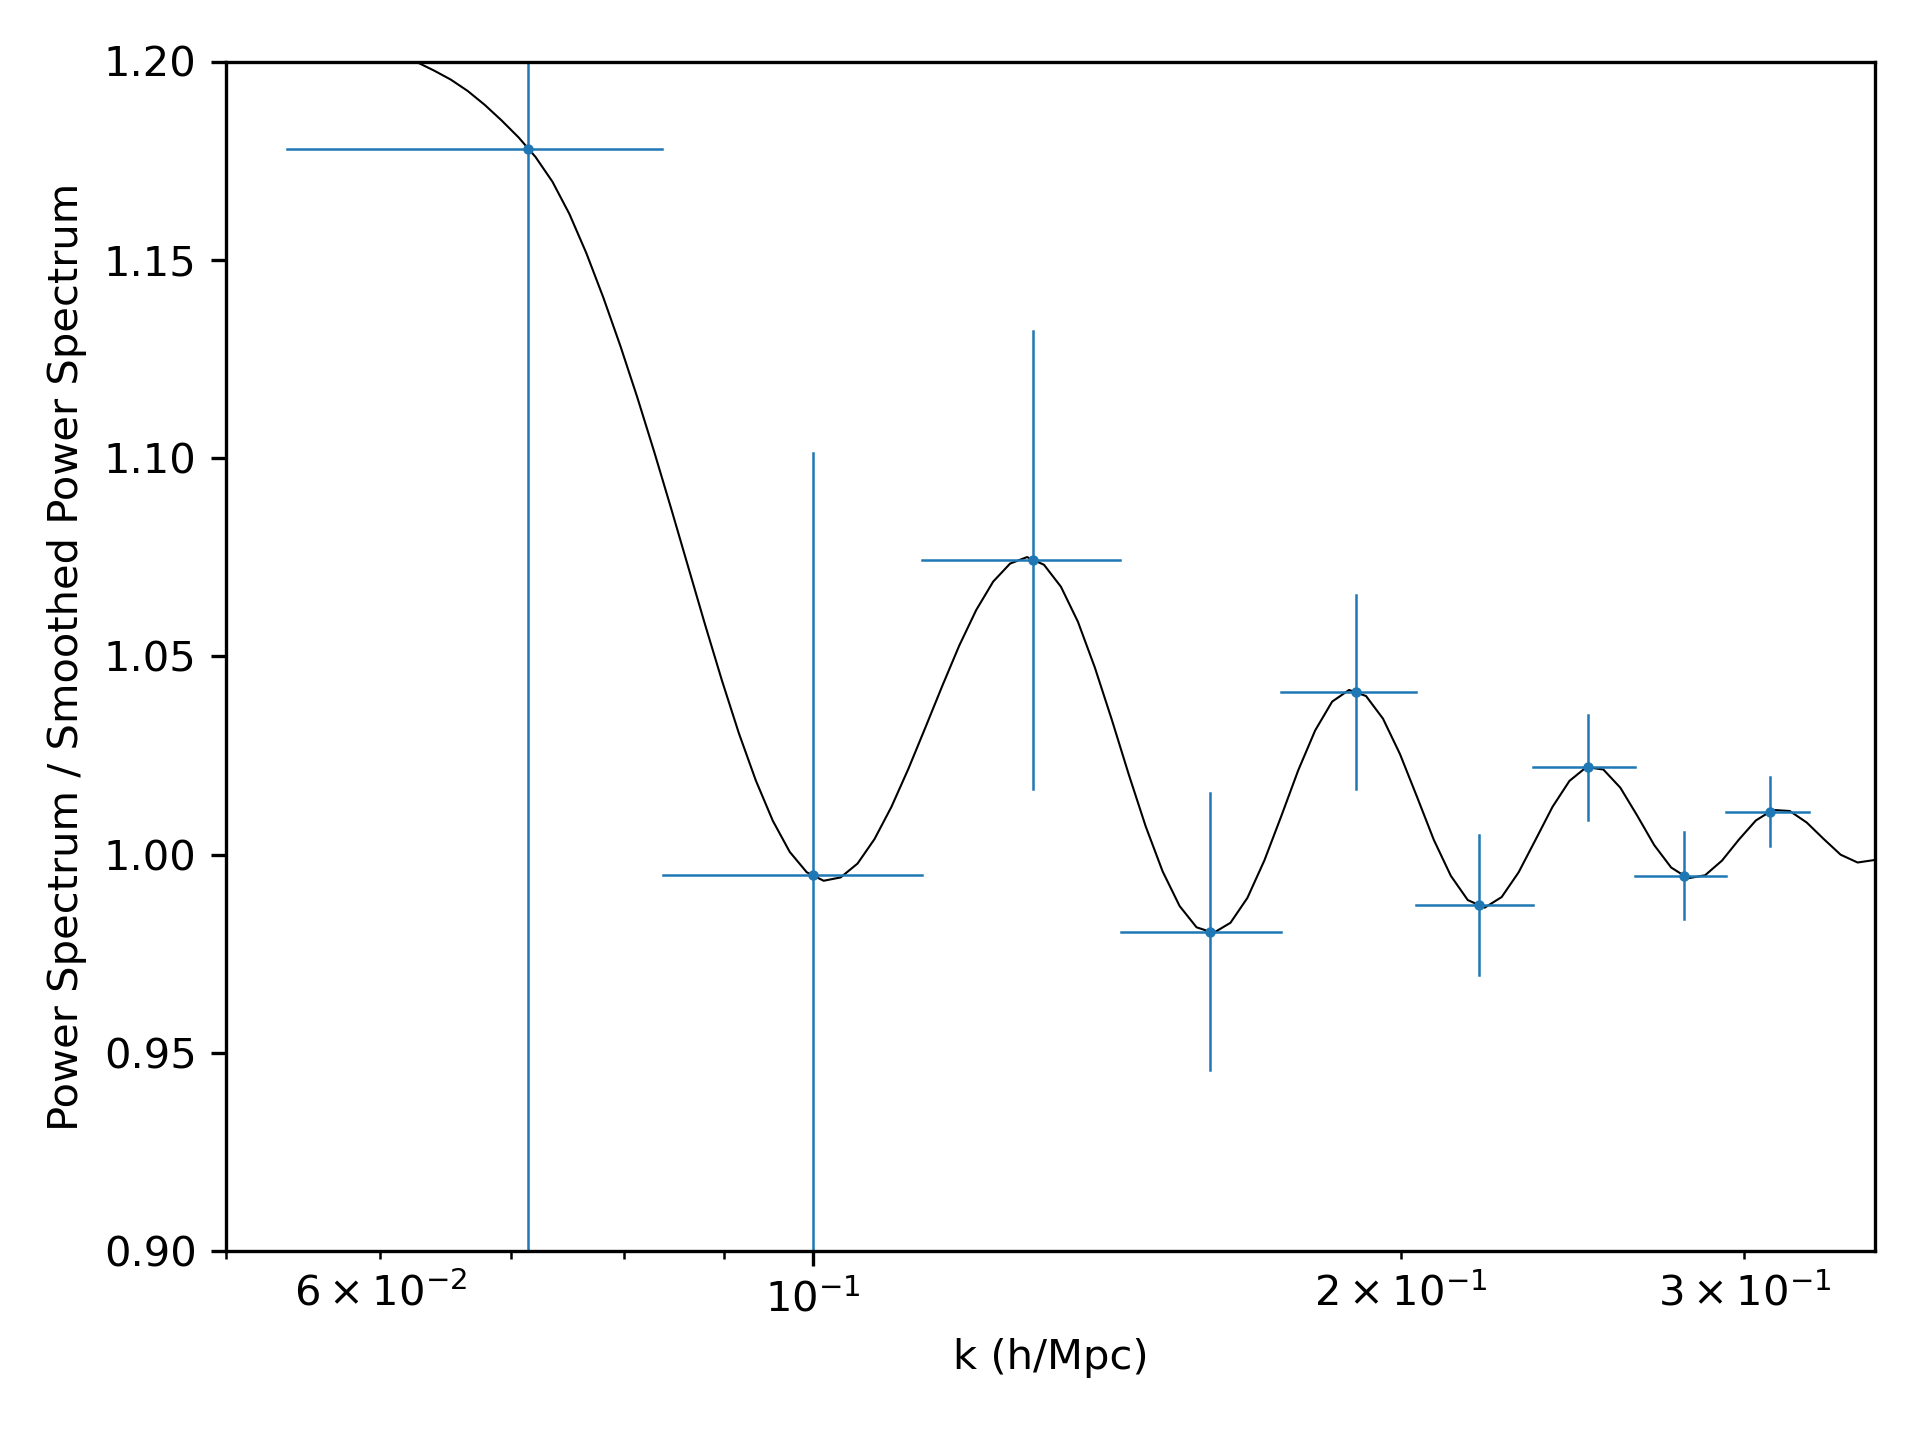 Power Spectrum / Smoothed Power Spectrum
1.20
1.15
1.10
1.05
1.00
0.95
0.90
6 × 10⁻² 10⁻¹ 2 × 10⁻¹ 3 × 10⁻¹
k (h/Mpc)